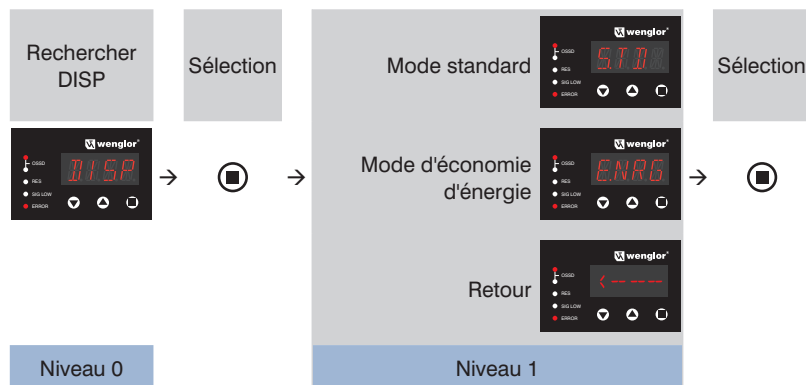 Rechercher
DISP
Sélection
Mode standard
wenglor®
OSSD
RES
SIG LOW
ERROR
S.T.D.
Sélection
wenglor®
OSSD
RES
SIG LOW
ERROR
DISP
→
→
Mode d'économie
d'énergie
wenglor®
OSSD
RES
SIG LOW
ERROR
E.NRG
→
Retour
wenglor®
OSSD
RES
SIG LOW
ERROR
<-----
Niveau 0
Niveau 1